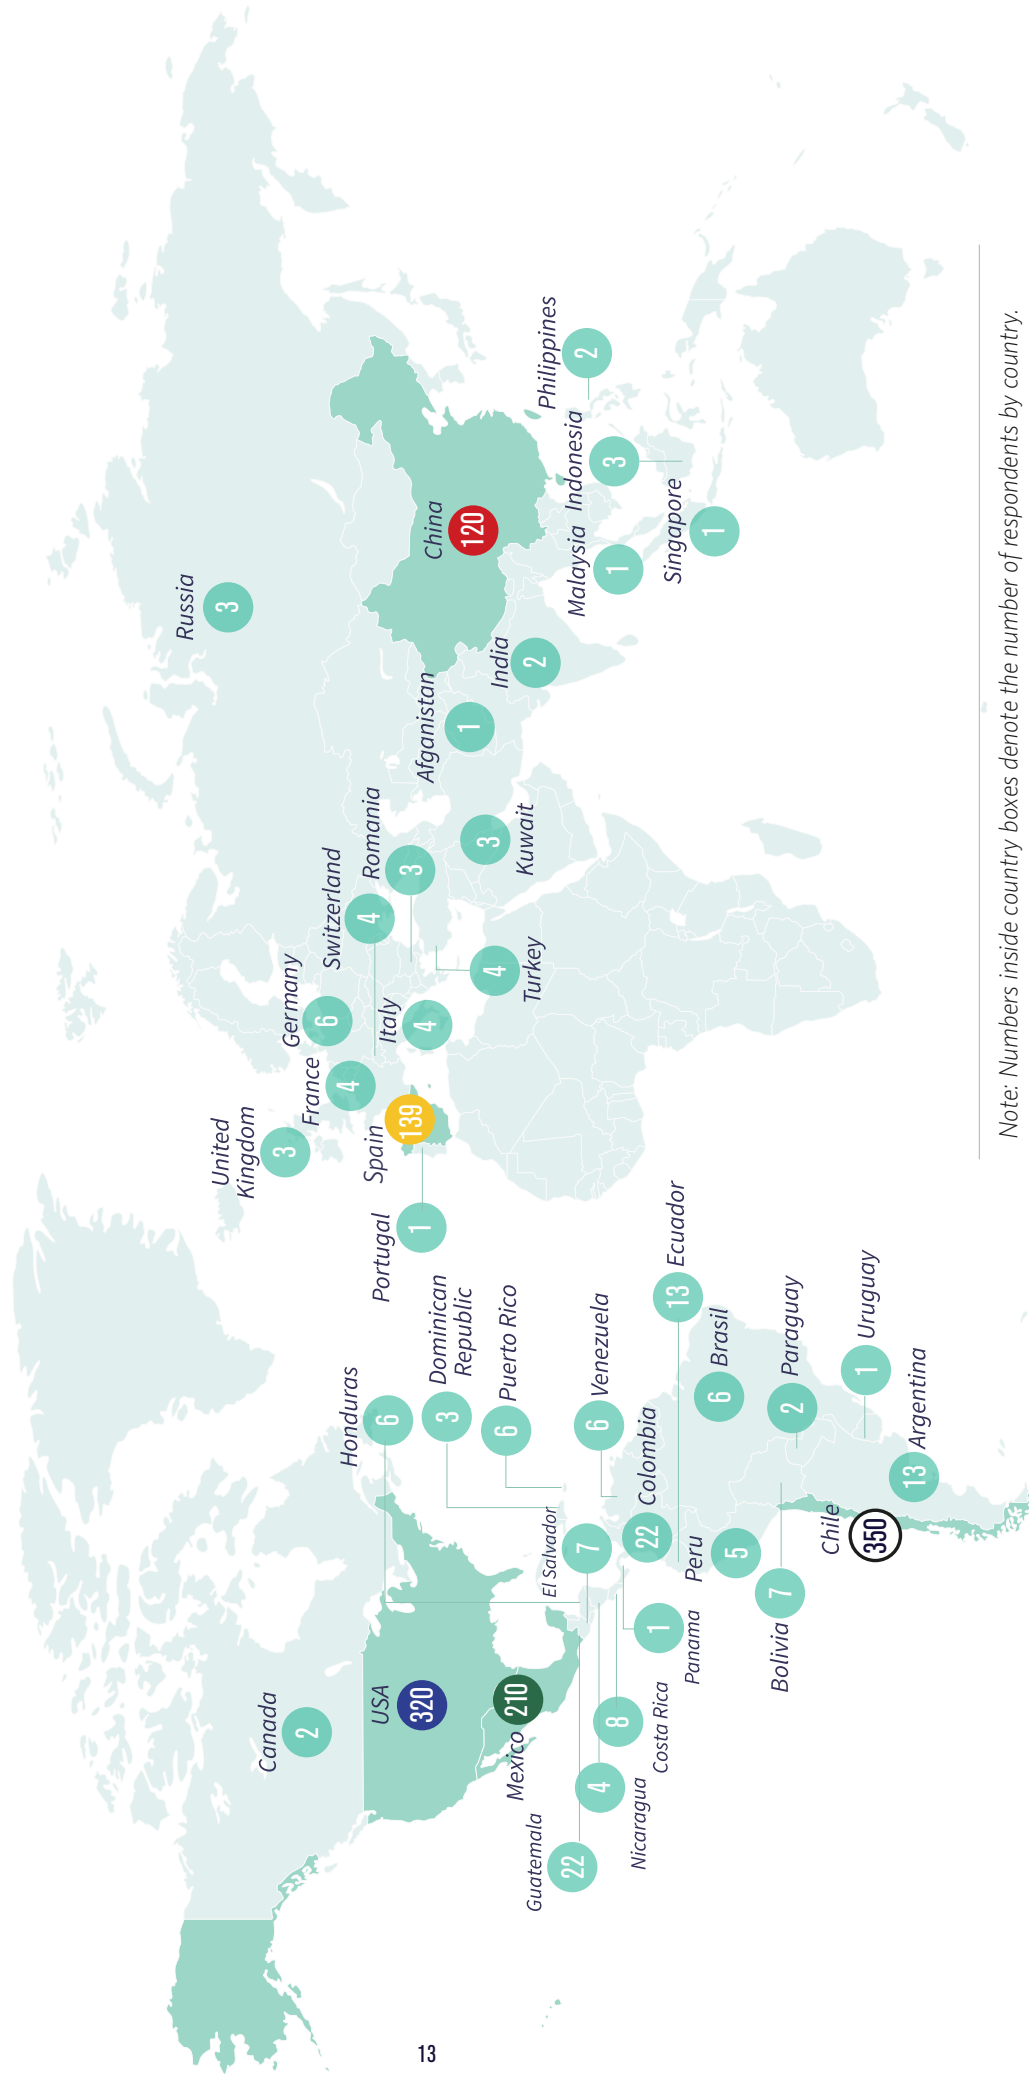 Canada
2
USA
320
Mexico
210
Guatemala
22
Nicaragua
4
Costa Rica
8
Panama
1
El Salvador
7
Honduras
6
Dominican
Republic
3
Puerto Rico
6
Venezuela
6
Colombia
22
Ecuador
13
Peru
5
Brasil
6
Bolivia
7
Paraguay
2
Chile
350
Uruguay
1
Argentina
13
United
Kingdom
3
Portugal
1
Spain
139
France
4
Germany
6
Switzerland
4
Italy
4
Romania
3
Turkey
4
Kuwait
3
Russia
3
Afganistan
1
India
2
China
120
Malaysia
1
Singapore
1
Indonesia
3
Philippines
2
Note: Numbers inside country boxes denote the number of respondents by country.
13